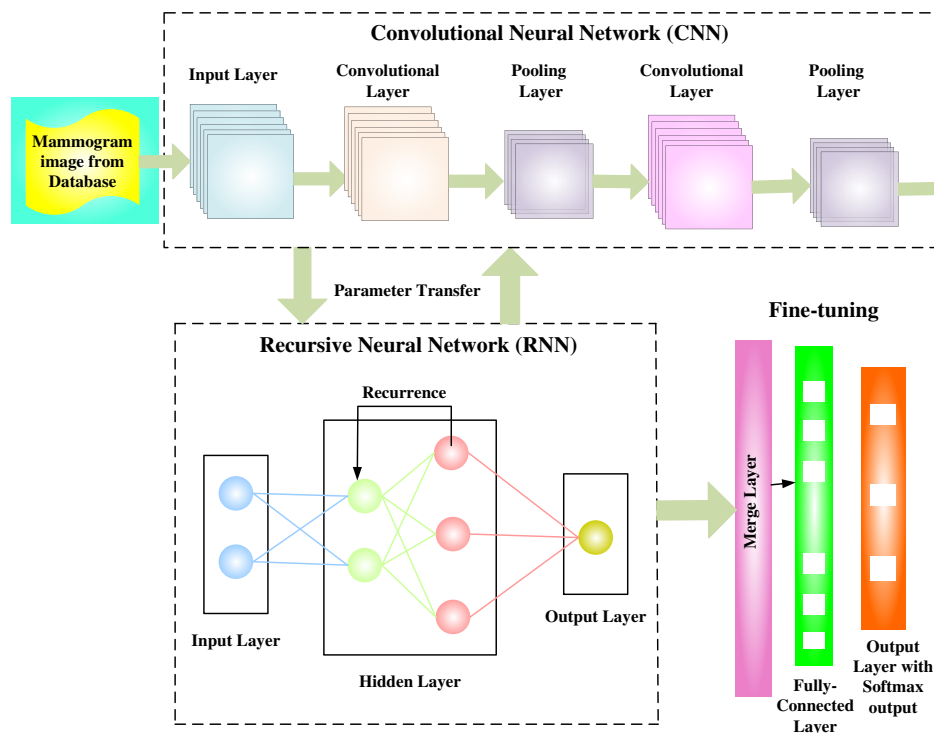 Convolutional Neural Network (CNN)
Input Layer
Convolutional
Layer
Pooling
Layer
Convolutional
Layer
Pooling
Layer
Mammogram
image from
Database
Parameter Transfer
Fine-tuning
Recursive Neural Network (RNN)
Recurrence
Input Layer
Hidden Layer
Output Layer
Merge Layer
Fully-
Connected
Layer
Output
Layer with
Softmax
output